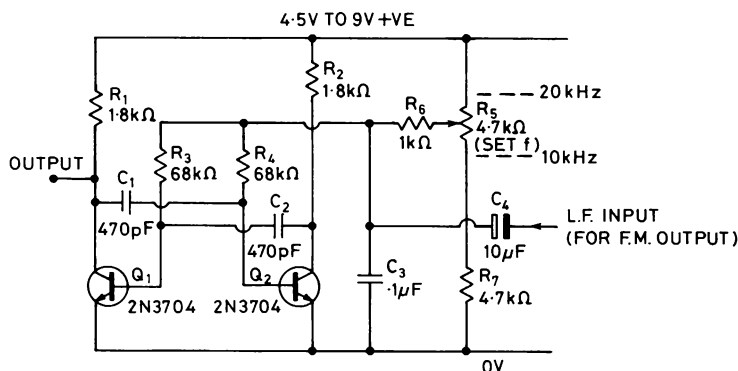 4·5V TO 9V +VE
R₂
1·8kΩ
R₁
1·8kΩ
R₆
1kΩ
20kHz
R₅
4·7kΩ
(SET f)
10kHz
R₃
68kΩ
R₄
68kΩ
OUTPUT
C₁
470pF
C₂
470pF
C₄
10µF
L.F. INPUT
(FOR F.M. OUTPUT)
Q₁
2N3704
Q₂
2N3704
C₃
·1µF
R₇
4·7kΩ
0V